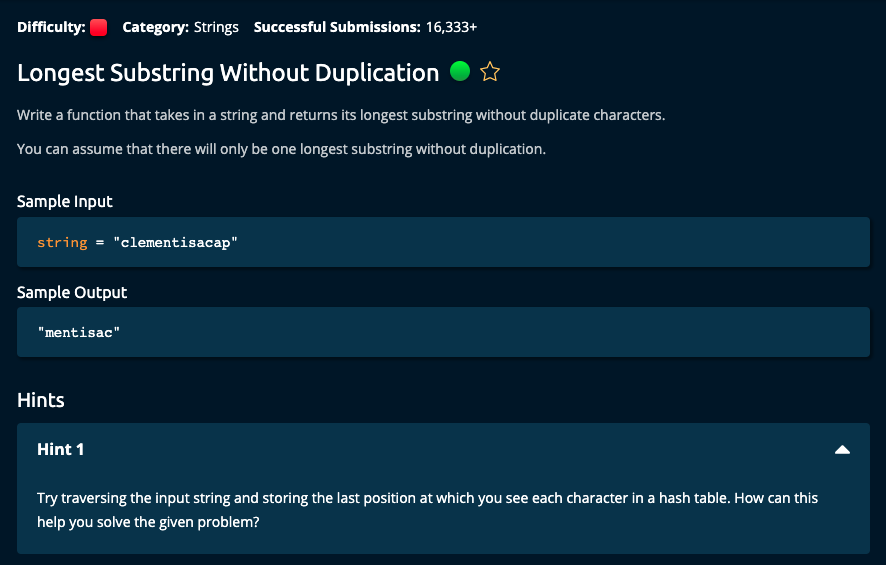 Difficulty: Category: Strings Successful Submissions: 16,333+
Longest Substring Without Duplication
Write a function that takes in a string and returns its longest substring without duplicate characters.
You can assume that there will only be one longest substring without duplication.
Sample Input
string = "clementisacap"
Sample Output
"mentisac"
Hints
Hint 1
Try traversing the input string and storing the last position at which you see each character in a hash table. How can this
help you solve the given problem?